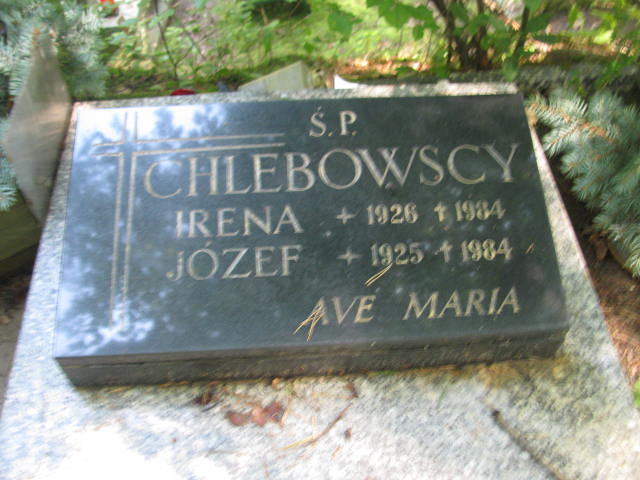 Ś.P.
CHLEBOWSCY
IRENA + 1926 † 1984
JÓZEF + 1925 † 1984
AVE MARIA